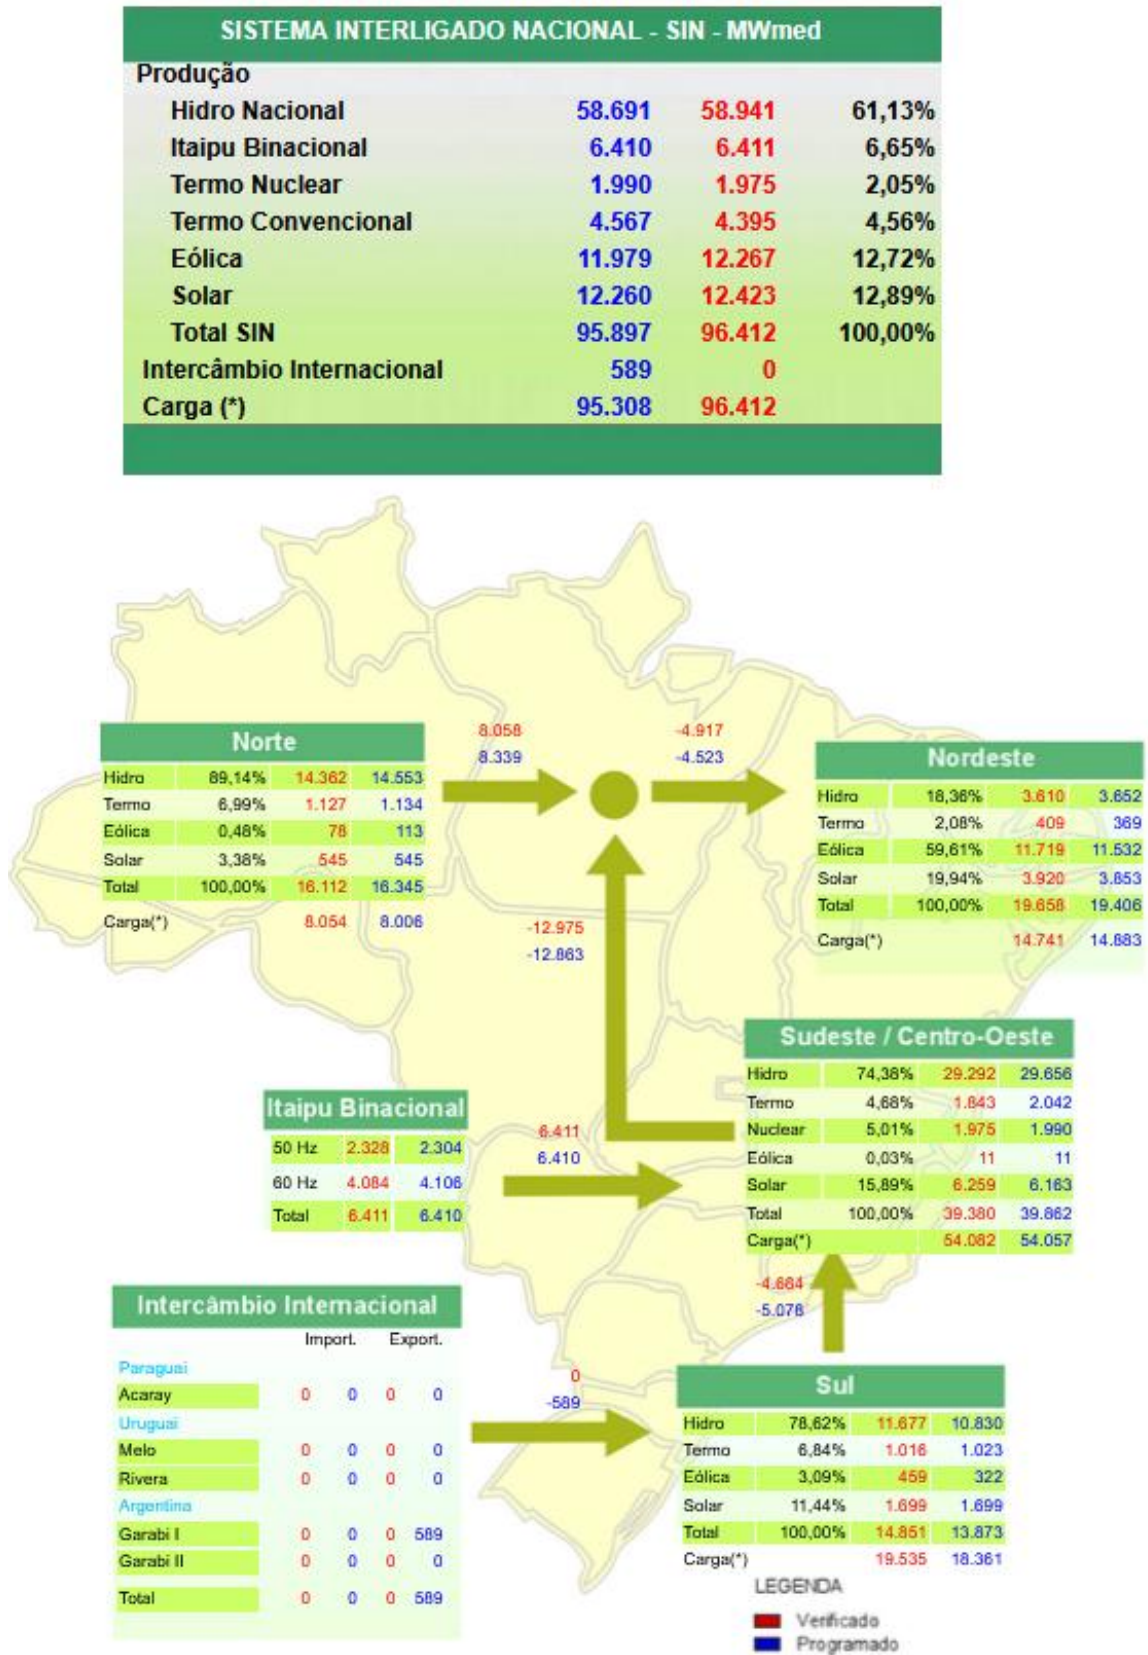 SISTEMA INTERLIGADO NACIONAL - SIN - MWmed
Produção
Hidro Nacional 58.691 58.941 61,13%
Itaipu Binacional 6.410 6.411 6,65%
Termo Nuclear 1.990 1.975 2,05%
Termo Convencional 4.567 4.395 4,56%
Eólica 11.979 12.267 12,72%
Solar 12.260 12.423 12,89%
Total SIN 95.897 96.412 100,00%
Intercâmbio Internacional 589 0
Carga (*) 95.308 96.412
Norte
Hidro 89,14% 14.362 14.553
Termo 6,99% 1.127 1.134
Eólica 0,48% 78 113
Solar 3,38% 545 545
Total 100,00% 16.112 16.345
Carga(*) 8.054 8.006
8.058
8.339
-4.917
-4.523
Nordeste
Hidro 18,36% 3.610 3.652
Termo 2,08% 409 369
Eólica 59,61% 11.719 11.532
Solar 19,94% 3.920 3.853
Total 100,00% 19.658 19.406
Carga(*) 14.741 14.883
-12.975
-12.863
Sudeste / Centro-Oeste
Hidro 74,38% 29.292 29.656
Termo 4,68% 1.843 2.042
Nuclear 5,01% 1.975 1.990
Eólica 0,03% 11 11
Solar 15,89% 6.259 6.163
Total 100,00% 39.380 39.862
Carga(*) 54.082 54.057
Itaipu Binacional
50 Hz 2.328 2.304
60 Hz 4.084 4.106
Total 6.411 6.410
6.411
6.410
-4.684
-5.078
Intercâmbio Internacional
Import. Export.
Paraguai
Acaray 0 0 0 0
Uruguai
Melo 0 0 0 0
Rivera 0 0 0 0
Argentina
Garabi I 0 0 0 589
Garabi II 0 0 0 0
Total 0 0 0 589
0
-589
Sul
Hidro 78,62% 11.677 10.830
Termo 6,84% 1.016 1.023
Eólica 3,09% 459 322
Solar 11,44% 1.699 1.699
Total 100,00% 14.851 13.873
Carga(*) 19.535 18.361
LEGENDA
Verificado
Programado